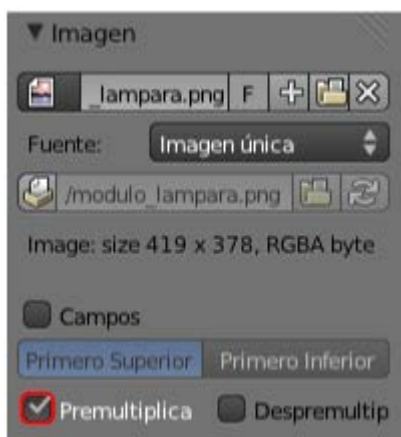 Imagen
_lampara.png F
Fuente: Imagen única
/modulo_lampara.png
Image: size 419 x 378, RGBA byte
Campos
Primero Superior Primero Inferior
Premultiplica Despremultip